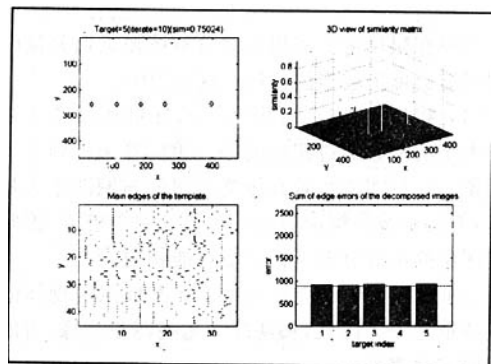 Target=5(iterate=10)(sim=0.75024)
0
100
200
300
400
y
100
200
300
400
x
3D view of similarity matrix
0.8
0.6
0.4
0.2
0
similarity
200
400
Y
100
200
300
400
x
Main edges of the template
10
20
30
40
y
10
20
30
x
Sum of edge errors of the decomposed images
2500
2000
1500
1000
500
0
error
1
2
3
4
5
target index